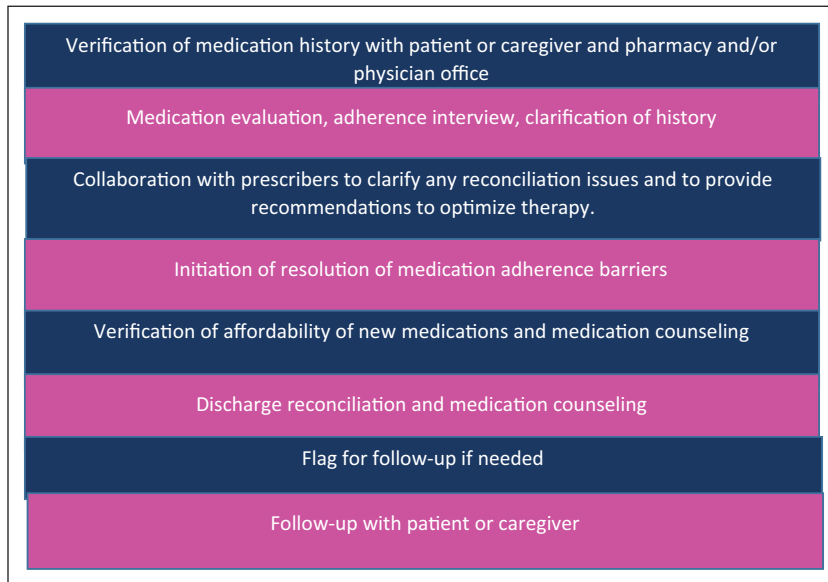 Verification of medication history with patient or caregiver and pharmacy and/or
physician office
Medication evaluation, adherence interview, clarification of history
Collaboration with prescribers to clarify any reconciliation issues and to provide
recommendations to optimize therapy.
Initiation of resolution of medication adherence barriers
Verification of affordability of new medications and medication counseling
Discharge reconciliation and medication counseling
Flag for follow-up if needed
Follow-up with patient or caregiver